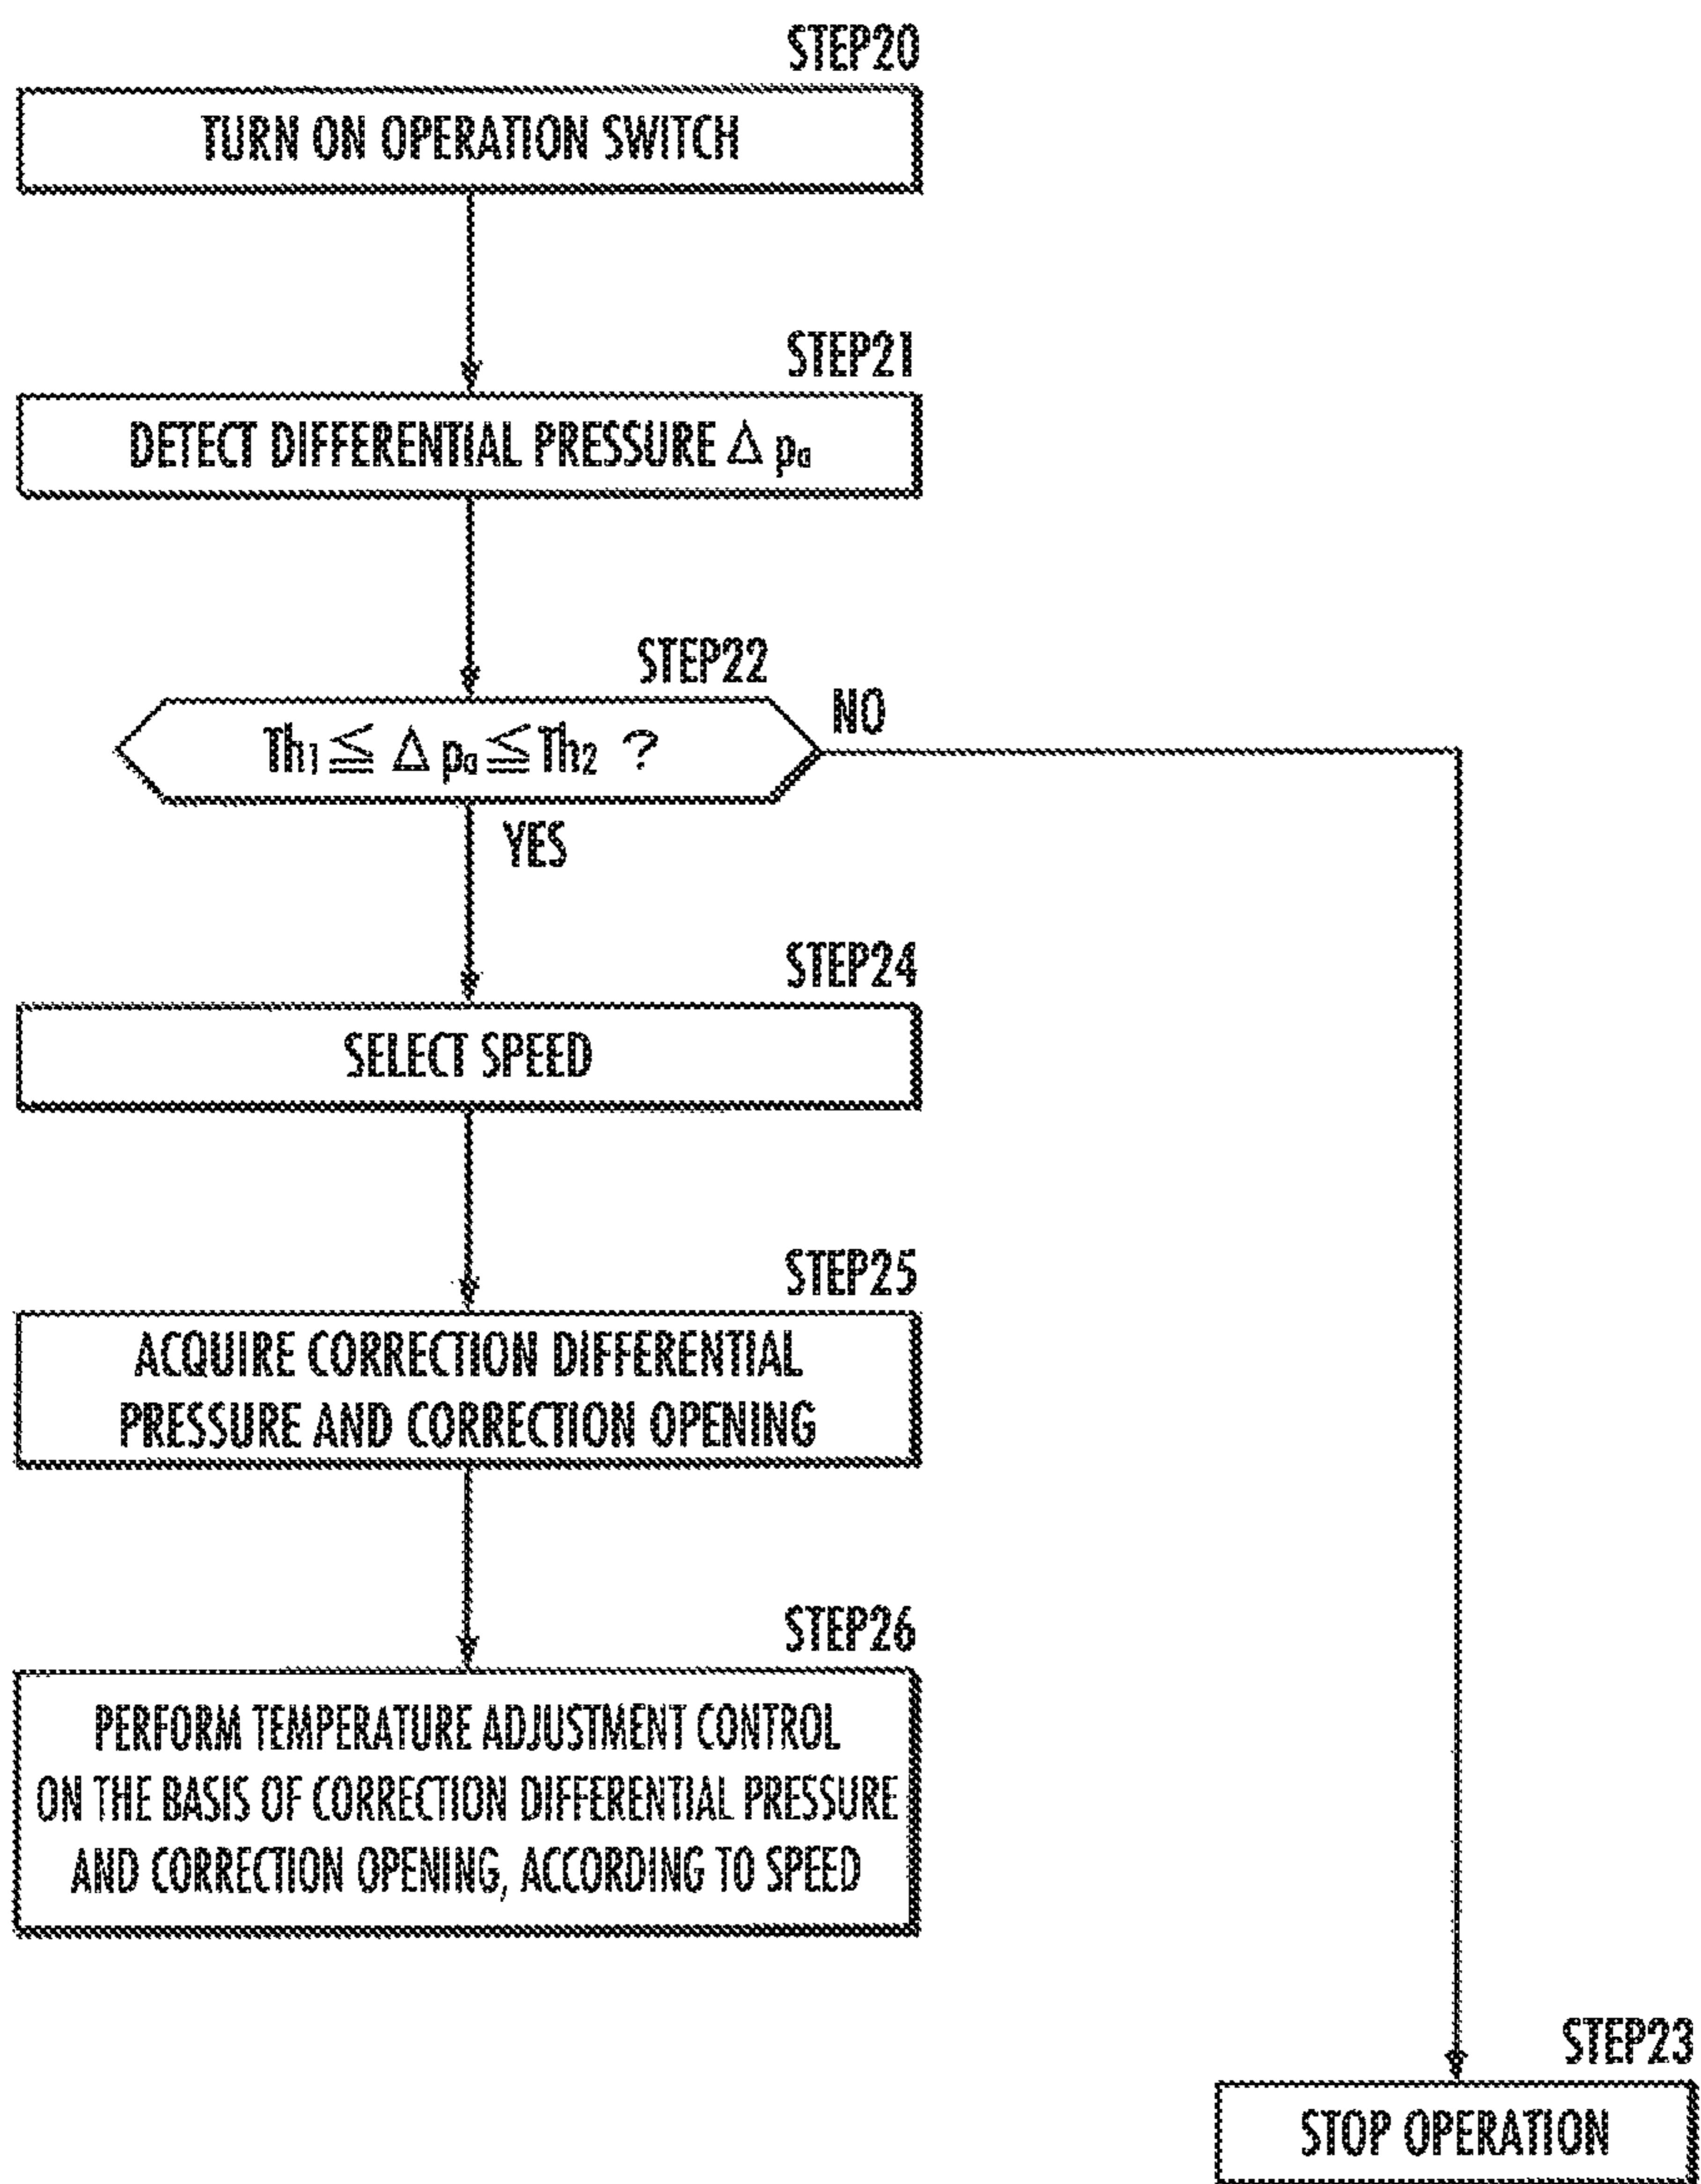 STEP20
TURN ON OPERATION SWITCH
STEP21
DETECT DIFFERENTIAL PRESSURE Δ pa
STEP22
Th1 ≦ Δ pa ≦ Th2 ?
NO
YES
STEP24
SELECT SPEED
STEP25
ACQUIRE CORRECTION DIFFERENTIAL
PRESSURE AND CORRECTION OPENING
STEP26
PERFORM TEMPERATURE ADJUSTMENT CONTROL
ON THE BASIS OF CORRECTION DIFFERENTIAL PRESSURE
AND CORRECTION OPENING, ACCORDING TO SPEED
STEP23
STOP OPERATION